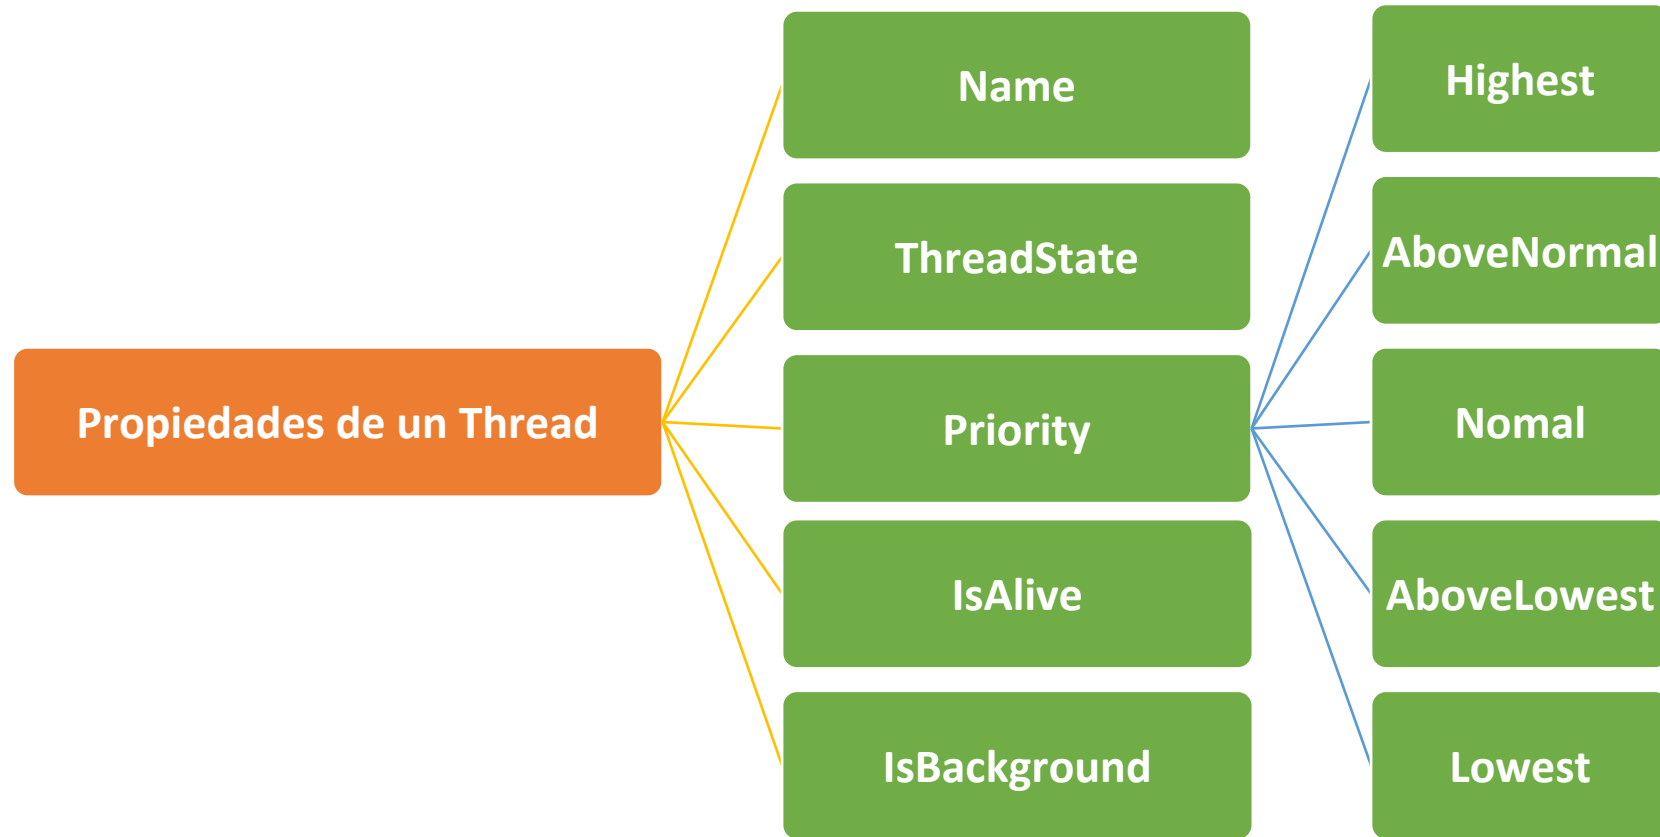 Propiedades de un Thread
Name
ThreadState
Priority
IsAlive
IsBackground
Highest
AboveNormal
Nomal
AboveLowest
Lowest